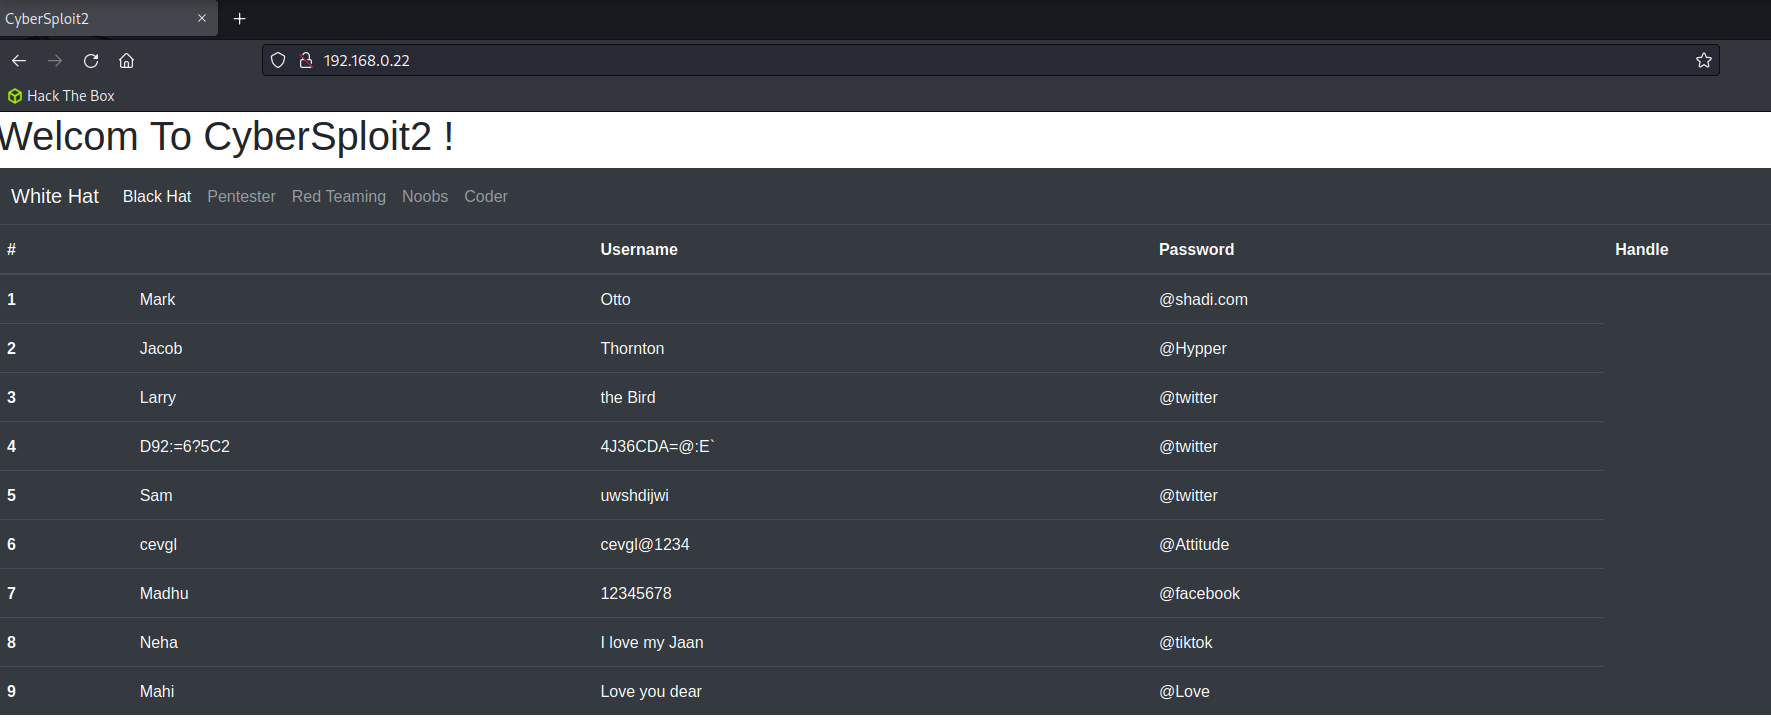 CyberSploit2
192.168.0.22
Hack The Box
Welcom To CyberSploit2 !
White Hat Black Hat Pentester Red Teaming Noobs Coder
# Username Password Handle
1 Mark Otto @shadi.com
2 Jacob Thornton @Hypper
3 Larry the Bird @twitter
4 D92:=6?5C2 4J36CDA=@:E` @twitter
5 Sam uwshdijwi @twitter
6 cevgl cevgl@1234 @Attitude
7 Madhu 12345678 @facebook
8 Neha I love my Jaan @tiktok
9 Mahi Love you dear @Love